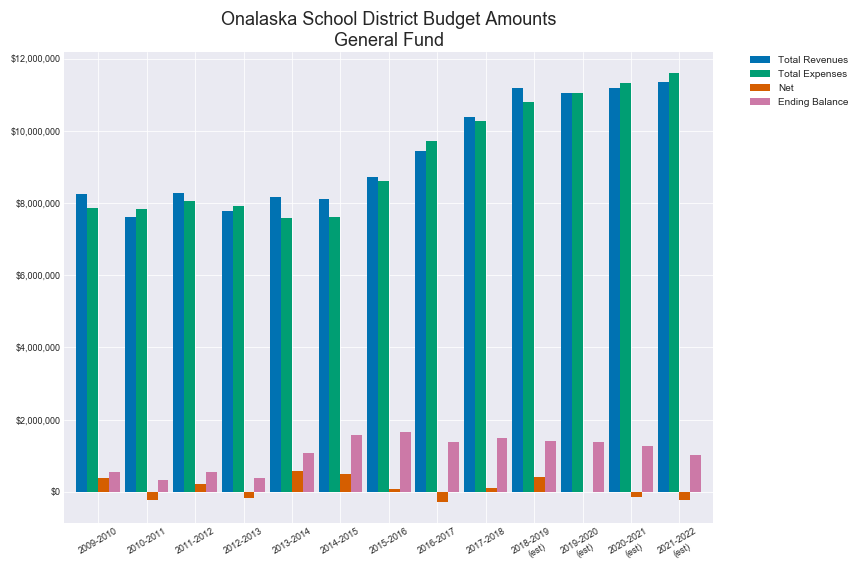 Onalaska School District Budget Amounts
General Fund
Total Revenues
Total Expenses
Net
Ending Balance
$12,000,000
$10,000,000
$8,000,000
$6,000,000
$4,000,000
$2,000,000
$0
2009-2010
2010-2011
2011-2012
2012-2013
2013-2014
2014-2015
2015-2016
2016-2017
2017-2018
2018-2019
(est)
2019-2020
(est)
2020-2021
(est)
2021-2022
(est)